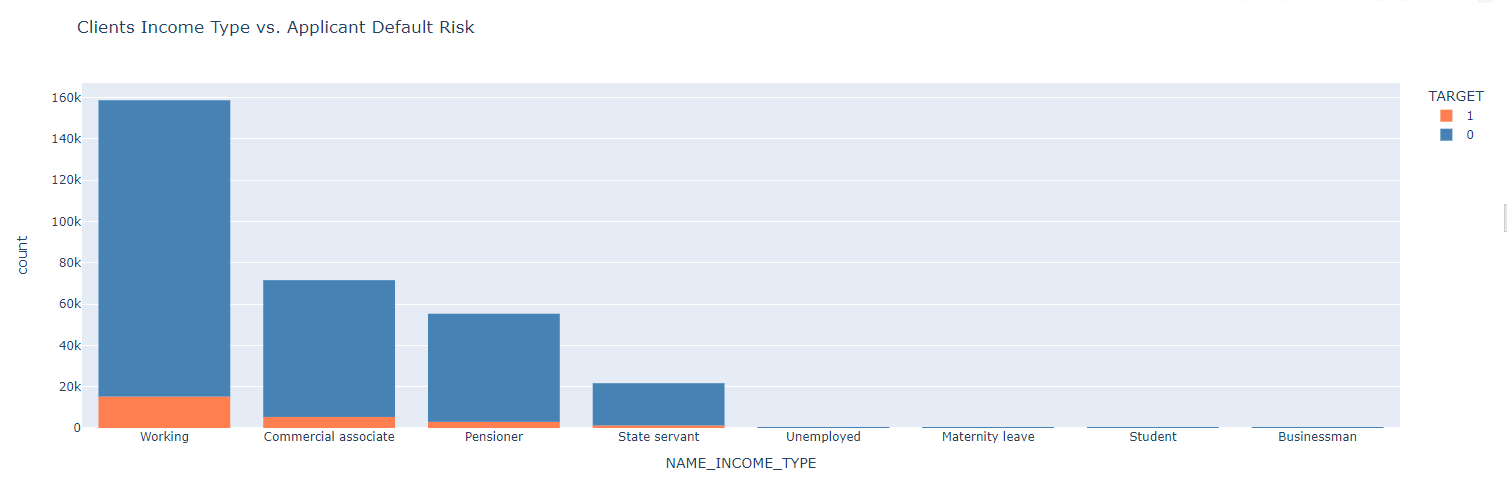 Clients Income Type vs. Applicant Default Risk
160k
140k
120k
100k
80k
60k
40k
20k
0
count
Working
Commercial associate
Pensioner
State servant
Unemployed
Maternity leave
Student
Businessman
NAME_INCOME_TYPE
TARGET
1
0